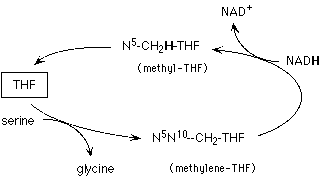 NAD+
N5-CH2H-THF
(methyl-THF)
NADH
THF
serine
N5N10--CH2-THF
glycine
(methylene-THF)